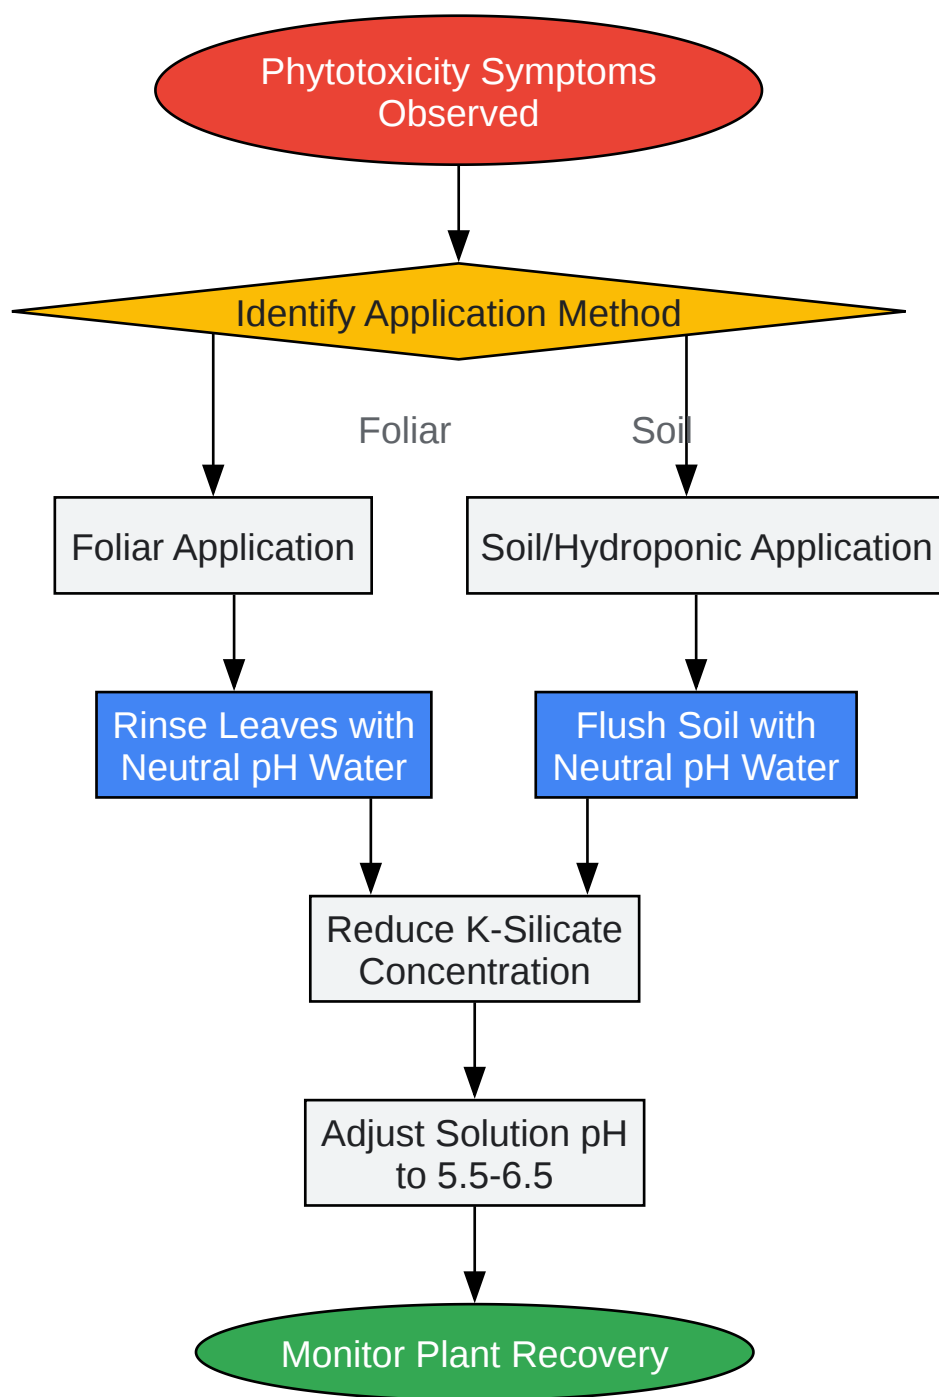 Phytotoxicity Symptoms
Observed
Identify Application Method
Foliar
Soil
Foliar Application
Soil/Hydroponic Application
Rinse Leaves with
Neutral pH Water
Flush Soil with
Neutral pH Water
Reduce K-Silicate
Concentration
Adjust Solution pH
to 5.5-6.5
Monitor Plant Recovery